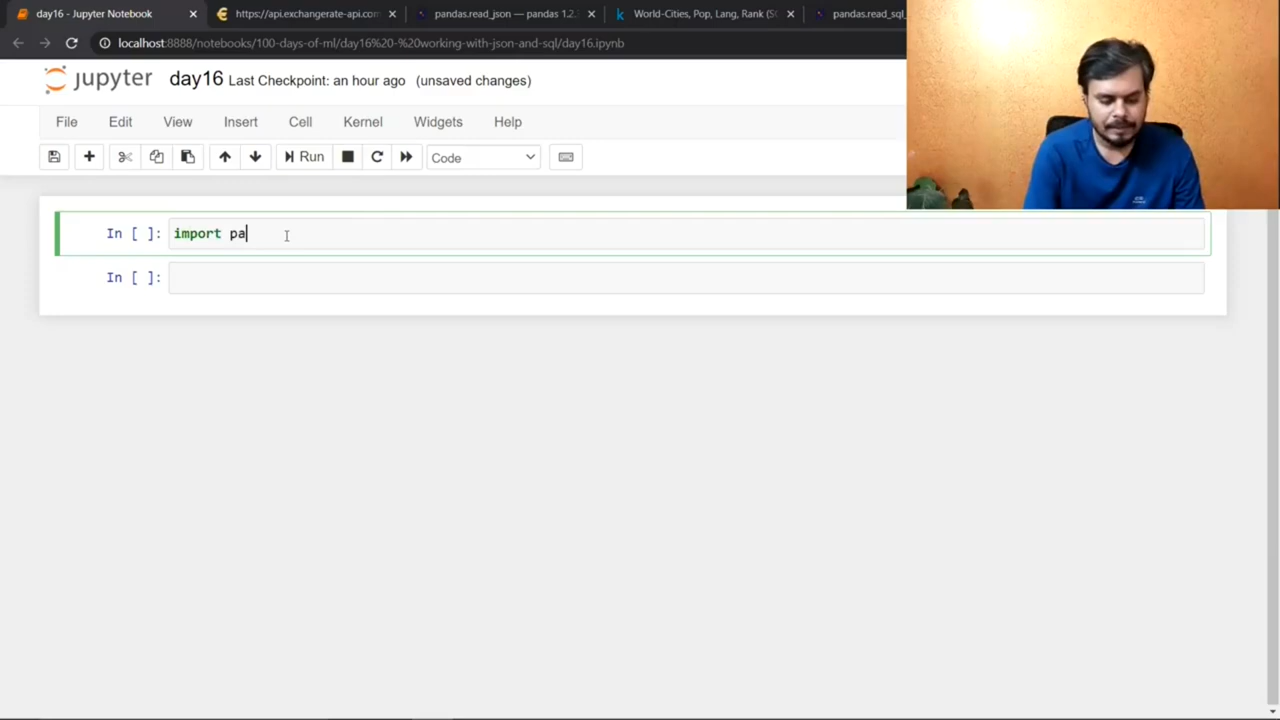 day16 - Jupyter Notebook
https://api.exchangerate-api.com
pandas.read_json — pandas 1.2.
World-Cities, Pop, Lang, Rank (S
pandas.read_sql_
localhost:8888/notebooks/100-days-of-ml/day16%20-%20working-with-json-and-sql/day16.ipynb
jupyter day16 Last Checkpoint: an hour ago (unsaved changes)
File Edit View Insert Cell Kernel Widgets Help
Run Code
In [ ]: import pa
In [ ]: